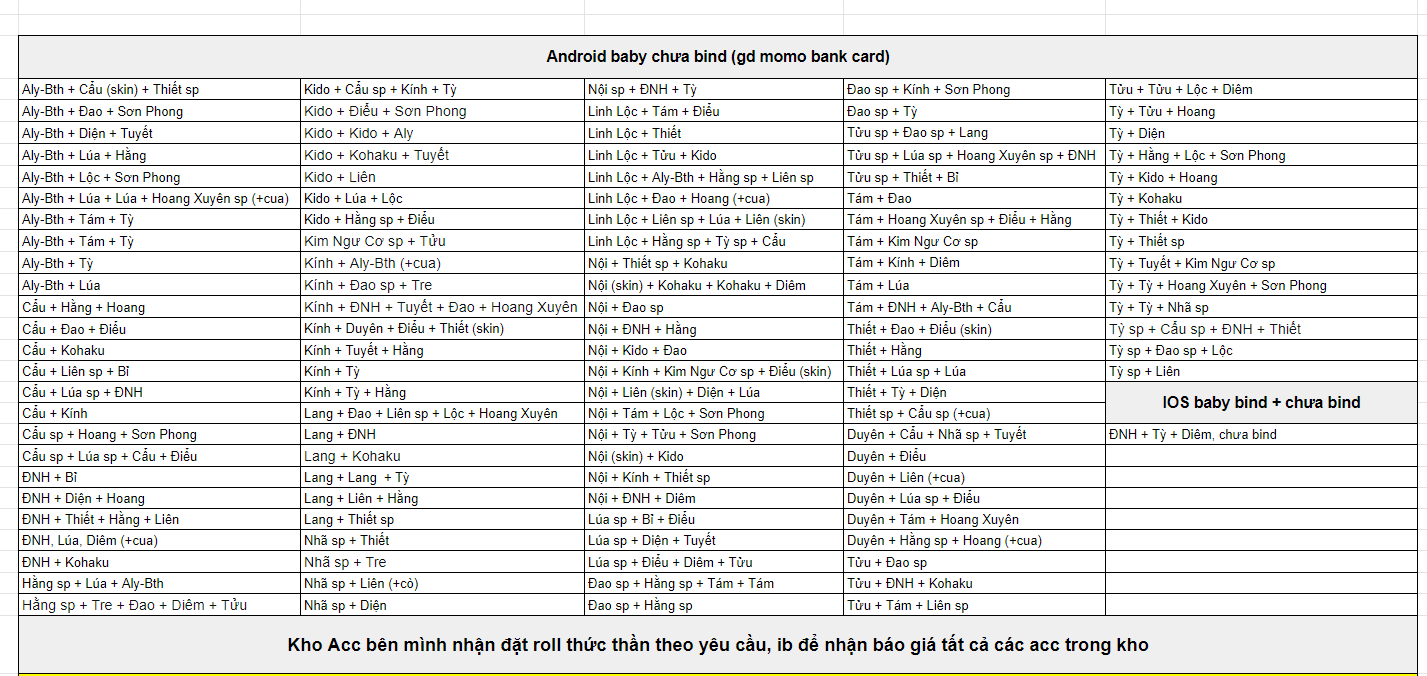 Android baby chưa bind (gd momo bank card)
Aly-Bth + Cẩu (skin) + Thiết sp
Aly-Bth + Đao + Sơn Phong
Aly-Bth + Diện + Tuyết
Aly-Bth + Lúa + Hằng
Aly-Bth + Lộc + Sơn Phong
Aly-Bth + Lúa + Lúa + Hoang Xuyên sp (+cua)
Aly-Bth + Tám + Tỳ
Aly-Bth + Tám + Tỳ
Aly-Bth + Tỳ
Aly-Bth + Lúa
Cẩu + Hằng + Hoang
Cẩu + Đao + Điểu
Cẩu + Kohaku
Cẩu + Liên sp + Bỉ
Cẩu + Lúa sp + ĐNH
Cẩu + Kính
Cẩu sp + Hoang + Sơn Phong
Cẩu sp + Lúa sp + Cẩu + Điểu
ĐNH + Bỉ
ĐNH + Diện + Hoang
ĐNH + Thiết + Hằng + Liên
ĐNH, Lúa, Diêm (+cua)
ĐNH + Kohaku
Hằng sp + Lúa + Aly-Bth
Hằng sp + Tre + Đao + Diêm + Tửu
Kido + Cẩu sp + Kính + Tỳ
Kido + Điểu + Sơn Phong
Kido + Kido + Aly
Kido + Kohaku + Tuyết
Kido + Liên
Kido + Lúa + Lộc
Kido + Hằng sp + Điểu
Kim Ngư Cơ sp + Tửu
Kính + Aly-Bth (+cua)
Kính + Đao sp + Tre
Kính + ĐNH + Tuyết + Đao + Hoang Xuyên
Kính + Duyên + Điểu + Thiết (skin)
Kính + Tuyết + Hằng
Kính + Tỳ
Kính + Tỳ + Hằng
Lang + Đao + Liên sp + Lộc + Hoang Xuyên
Lang + ĐNH
Lang + Kohaku
Lang + Lang  + Tỳ
Lang + Liên + Hằng
Lang + Thiết sp
Nhã sp + Thiết
Nhã sp + Tre
Nhã sp + Liên (+cỏ)
Nhã sp + Diện
Nội sp + ĐNH + Tỳ
Linh Lộc + Tám + Điểu
Linh Lộc + Thiết
Linh Lộc + Tửu + Kido
Linh Lộc + Aly-Bth + Hằng sp + Liên sp
Linh Lộc + Đao + Hoang (+cua)
Linh Lộc + Liên sp + Lúa + Liên (skin)
Linh Lộc + Hằng sp + Tỳ sp + Cẩu
Nội + Thiết sp + Kohaku
Nội (skin) + Kohaku + Kohaku + Diêm
Nội + Đao sp
Nội + ĐNH + Hằng
Nội + Kido + Đao
Nội + Kính + Kim Ngư Cơ sp + Điểu (skin)
Nội + Liên (skin) + Diện + Lúa
Nội + Tám + Lộc + Sơn Phong
Nội + Tỳ + Tửu + Sơn Phong
Nội (skin) + Kido
Nội + Kính + Thiết sp
Nội + ĐNH + Diêm
Lúa sp + Bỉ + Điểu
Lúa sp + Diện + Tuyết
Lúa sp + Điểu + Diêm + Tửu
Đao sp + Hằng sp + Tám + Tám
Đao sp + Hằng sp
Đao sp + Kính + Sơn Phong
Đao sp + Tỳ
Tửu sp + Đao sp + Lang
Tửu sp + Lúa sp + Hoang Xuyên sp + ĐNH
Tửu sp + Thiết + Bỉ
Tám + Đao
Tám + Hoang Xuyên sp + Điểu + Hằng
Tám + Kim Ngư Cơ sp
Tám + Kính + Diêm
Tám + Lúa
Tám + ĐNH + Aly-Bth + Cẩu
Thiết + Đao + Điểu (skin)
Thiết + Hằng
Thiết + Lúa sp + Lúa
Thiết + Tỳ + Diện
Thiết sp + Cẩu sp (+cua)
Duyên + Cẩu + Nhã sp + Tuyết
Duyên + Điểu
Duyên + Liên (+cua)
Duyên + Lúa sp + Điểu
Duyên + Tám + Hoang Xuyên
Duyên + Hằng sp + Hoang (+cua)
Tửu + Đao sp
Tửu + ĐNH + Kohaku
Tửu + Tám + Liên sp
Tửu + Tửu + Lộc + Diêm
Tỳ + Tửu + Hoang
Tỳ + Diện
Tỳ + Hằng + Lộc + Sơn Phong
Tỳ + Kido + Hoang
Tỳ + Kohaku
Tỳ + Thiết + Kido
Tỳ + Thiết sp
Tỳ + Tuyết + Kim Ngư Cơ sp
Tỳ + Tỳ + Hoang Xuyên + Sơn Phong
Tỳ + Tỳ + Nhã sp
Tỷ sp + Cẩu sp + ĐNH + Thiết
Tỳ sp + Đao sp + Lộc
Tỳ sp + Liên
IOS baby bind + chưa bind
ĐNH + Tỳ + Diêm, chưa bind
Kho Acc bên mình nhận đặt roll thức thần theo yêu cầu, ib để nhận báo giá tất cả các acc trong kho